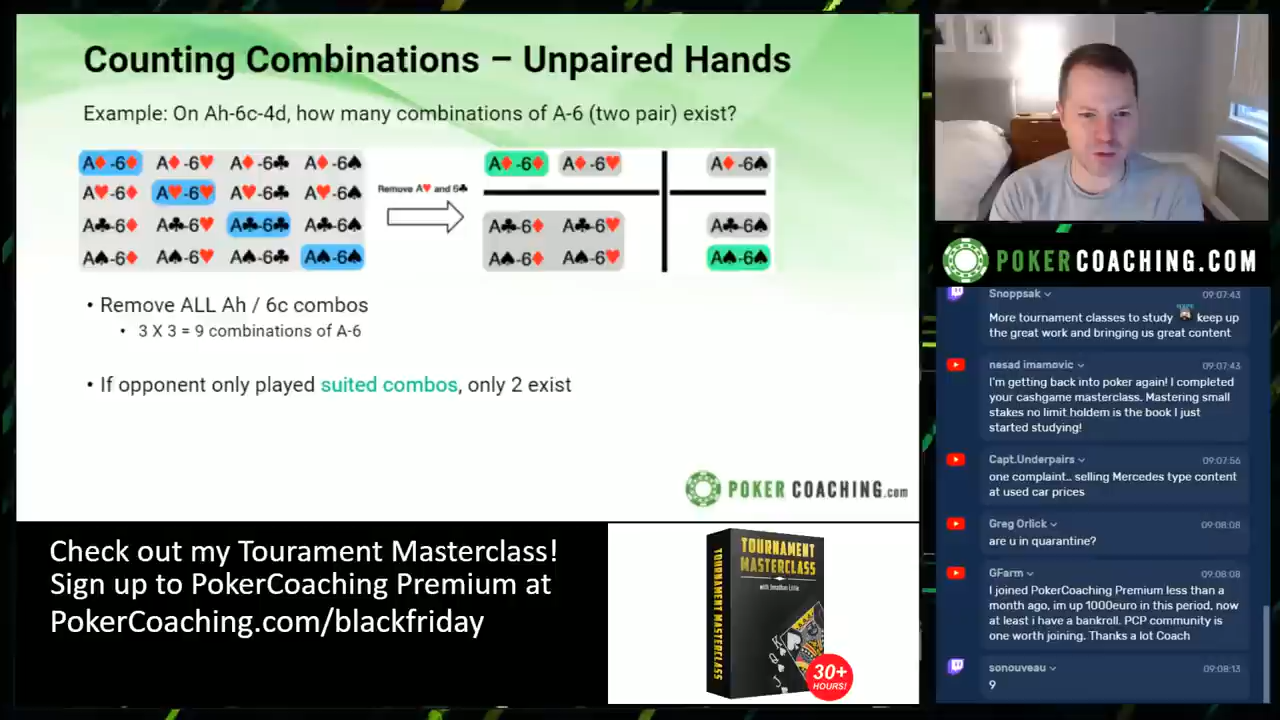 Counting Combinations – Unpaired Hands
Example: On Ah-6c-4d, how many combinations of A-6 (two pair) exist?
A♦-6♦ A♦-6♥ A♦-6♣ A♦-6♠
A♥-6♦ A♥-6♥ A♥-6♣ A♥-6♠
A♣-6♦ A♣-6♥ A♣-6♣ A♣-6♠
A♠-6♦ A♠-6♥ A♠-6♣ A♠-6♠
Remove A♥ and 6♣
A♦-6♦ A♦-6♥ A♦-6♠
A♣-6♦ A♣-6♥ A♣-6♠
A♠-6♦ A♠-6♥ A♠-6♠
• Remove ALL Ah / 6c combos
• 3 X 3 = 9 combinations of A-6
• If opponent only played suited combos, only 2 exist
POKER COACHING.com
Check out my Tourament Masterclass!
Sign up to PokerCoaching Premium at
PokerCoaching.com/blackfriday
TOURNAMENT MASTERCLASS
TOURNAMENT
MASTERCLASS
with Jonathan Little
30+
HOURS!
POKERCOACHING.COM
Snoppsak 09:07:43
More tournament classes to study keep up
the great work and bringing us great content
nesad imamovic 09:07:43
I'm getting back into poker again! I completed
your cashgame masterclass. Mastering small
stakes no limit holdem is the book I just
started studying!
Capt.Underpairs 09:07:56
one complaint... selling Mercedes type content
at used car prices
Greg Orlick 09:08:08
are u in quarantine?
GFarm 09:08:08
I joined PokerCoaching Premium less than a
month ago, im up 1000euro in this period, now
at least i have a bankroll. PCP community is
one worth joining. Thanks a lot Coach
sonouveau 09:08:13
9